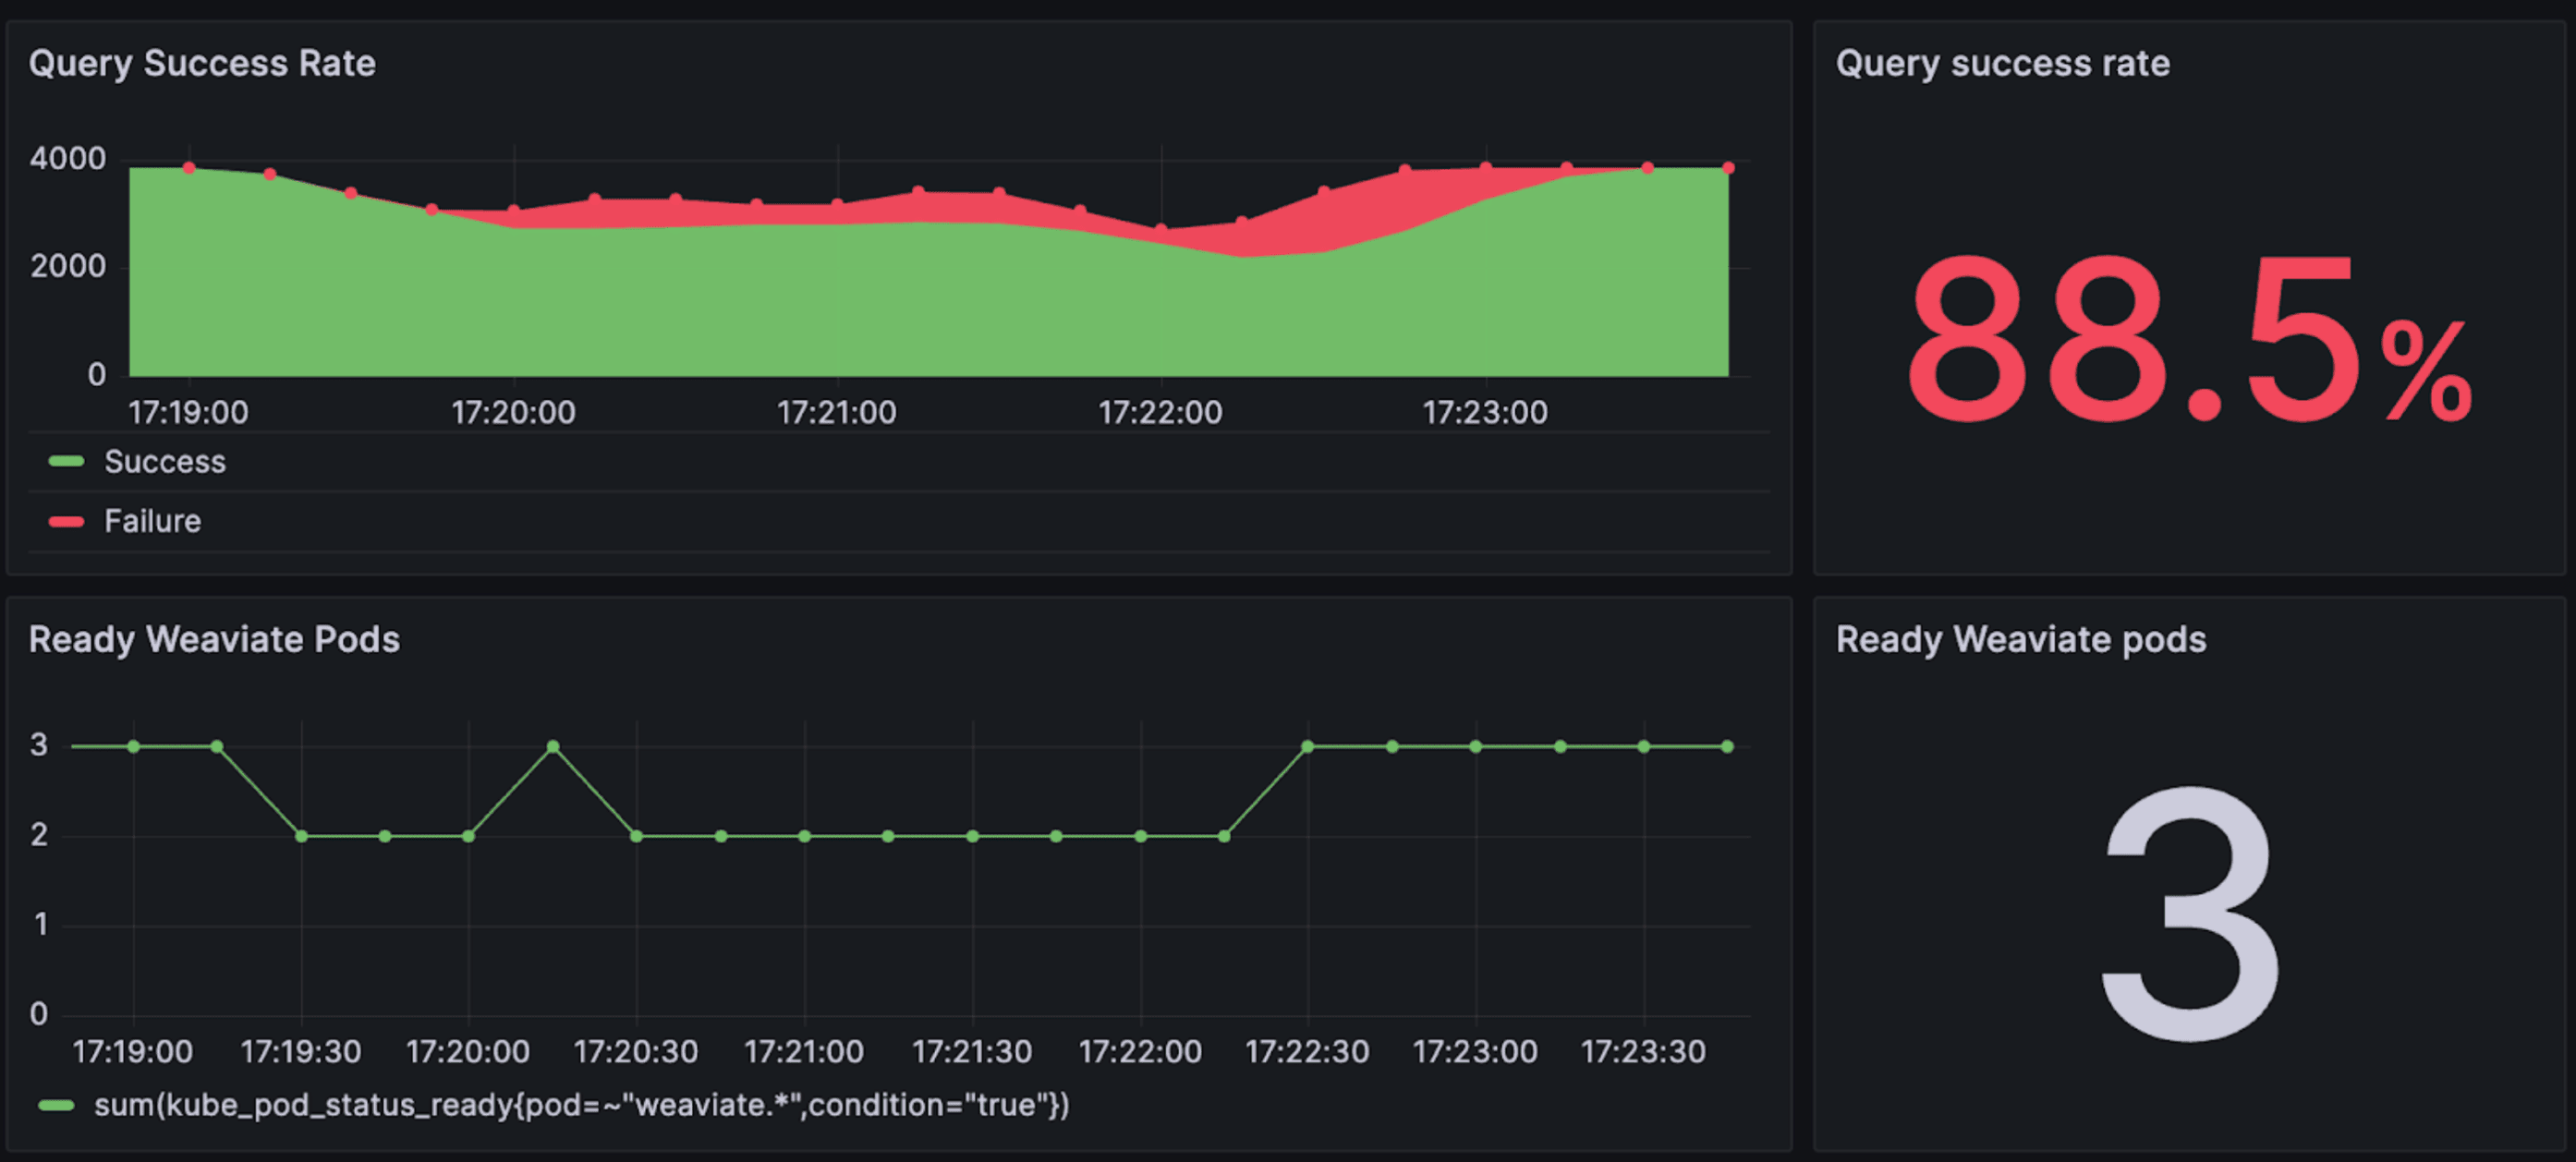 Query Success Rate
4000
2000
0
17:19:00 17:20:00 17:21:00 17:22:00 17:23:00
Success
Failure
Query success rate
88.5%
Ready Weaviate Pods
3
2
1
0
17:19:00 17:19:30 17:20:00 17:20:30 17:21:00 17:21:30 17:22:00 17:22:30 17:23:00 17:23:30
sum(kube_pod_status_ready{pod=~"weaviate.*",condition="true"})
Ready Weaviate pods
3